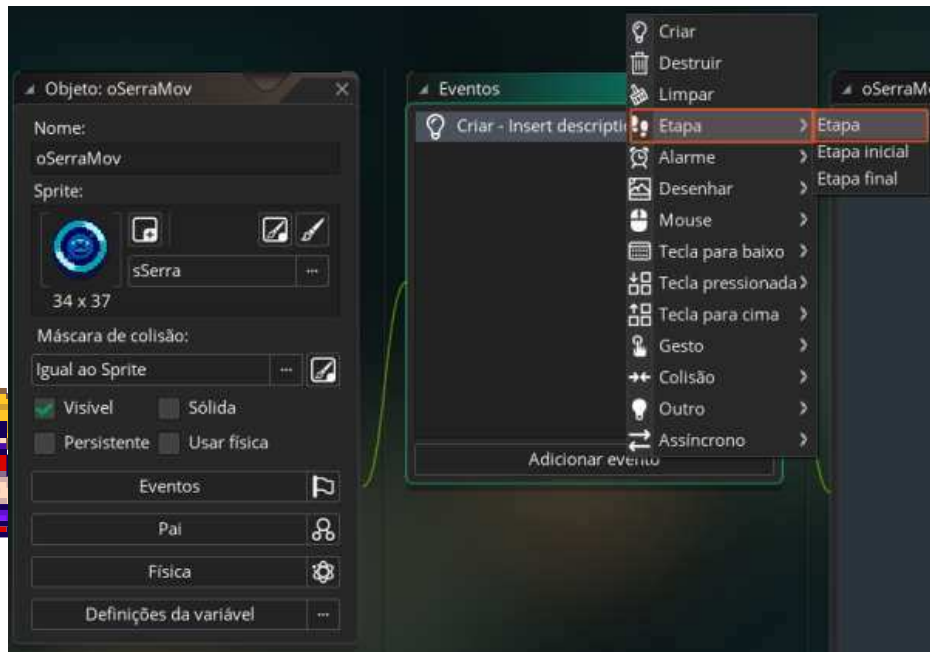 Objeto: oSerraMov
Nome:
oSerraMov
Sprite:
sSerra
...
34 x 37
Máscara de colisão:
Igual ao Sprite
...
Visível
Sólida
Persistente
Usar física
Eventos
Pai
Física
Definições da variável
...
Eventos
Criar - Insert descripti
Adicionar evento
Criar
Destruir
Limpar
Etapa
Alarme
Desenhar
Mouse
Tecla para baixo
Tecla pressionada
Tecla para cima
Gesto
Colisão
Outro
Assíncrono
Etapa
Etapa inicial
Etapa final
oSerraM